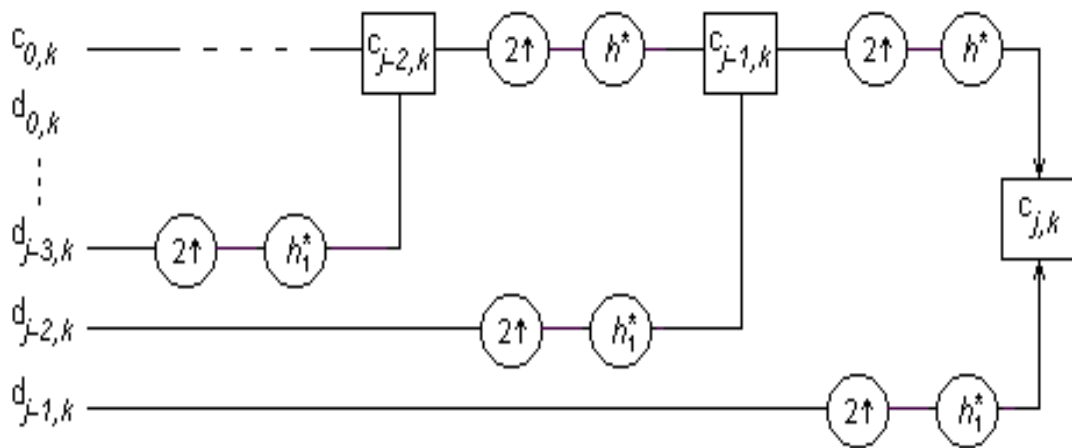 c0,k cj-2,k 2↑ h* cj-1,k 2↑ h*
d0,k
cj,k
dj-3,k 2↑ h1*
dj-2,k 2↑ h1*
dj-1,k 2↑ h1*